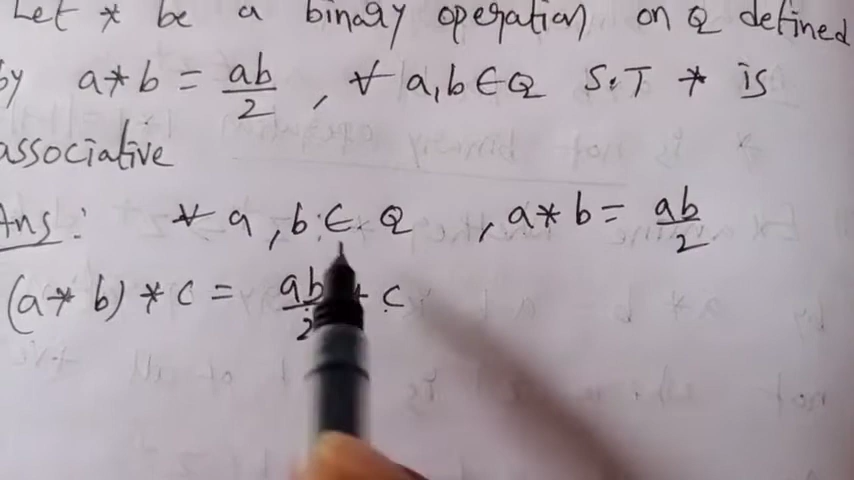 Let * be a binary operation on Q defined
by a * b = ab/2 , ∀ a,b ∈ Q S.T * is
associative
Ans: ∀ a , b ∈ Q , a * b = ab/2
(a * b) * c = ab/2 * c